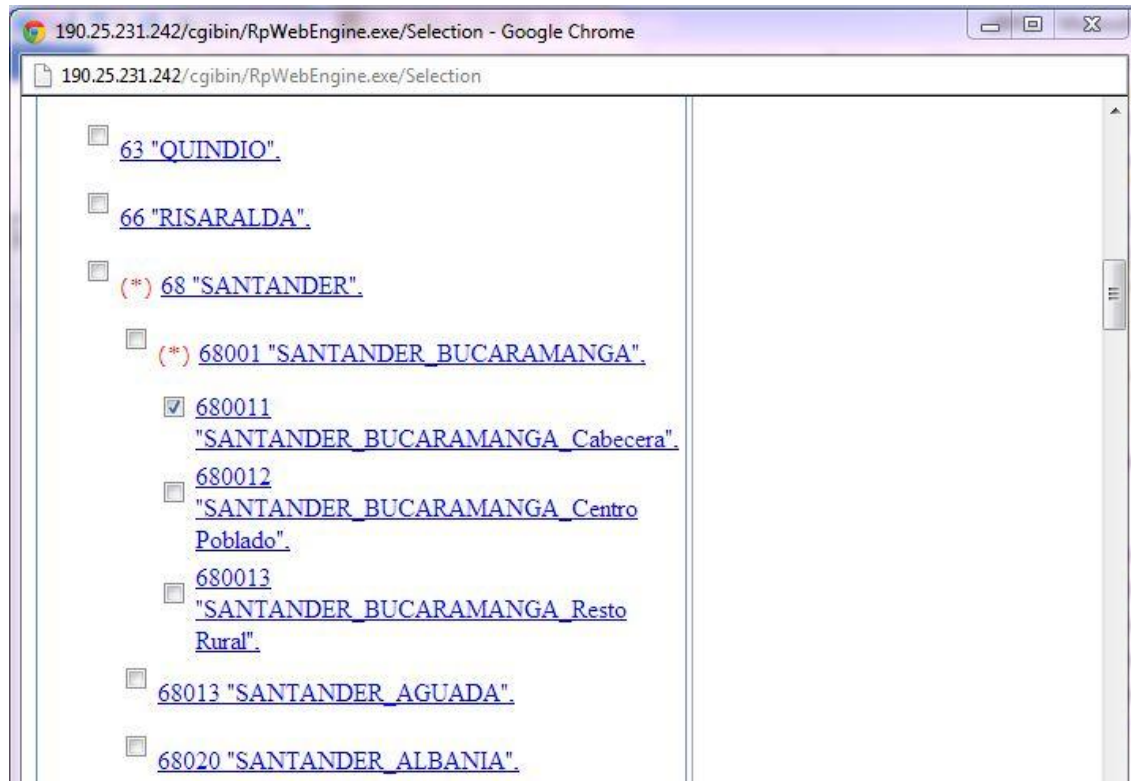 190.25.231.242/cgibin/RpWebEngine.exe/Selection - Google Chrome
190.25.231.242/cgibin/RpWebEngine.exe/Selection
63 "QUINDIO".
66 "RISARALDA".
(*) 68 "SANTANDER".
(*) 68001 "SANTANDER_BUCARAMANGA".
680011
"SANTANDER_BUCARAMANGA_Cabecera".
680012
"SANTANDER_BUCARAMANGA_Centro
Poblado".
680013
"SANTANDER_BUCARAMANGA_Resto
Rural".
68013 "SANTANDER_AGUADA".
68020 "SANTANDER_ALBANIA".